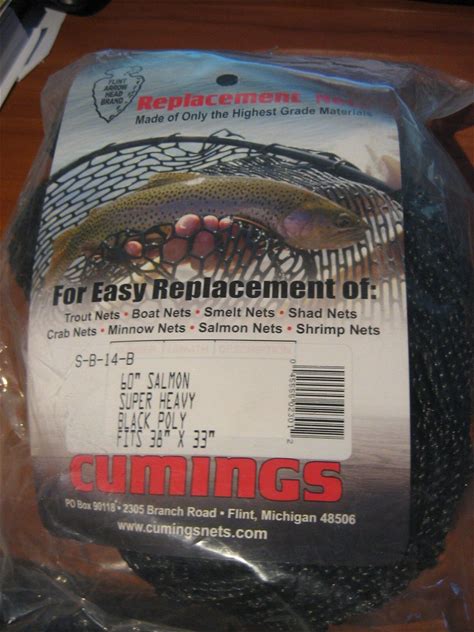 FLINT
ARROW
HEAD
BRAND
Replacement Nets
Made of Only the Highest Grade Materials
For Easy Replacement of:
Trout Nets • Boat Nets • Smelt Nets • Shad Nets
Crab Nets • Minnow Nets • Salmon Nets • Shrimp Nets
S-B-14-B
60" SALMON
SUPER HEAVY
BLACK POLY
FITS 38" X 33"
CUMINGS
PO Box 90118 • 2305 Branch Road • Flint, Michigan 48506
www.cumingsnets.com